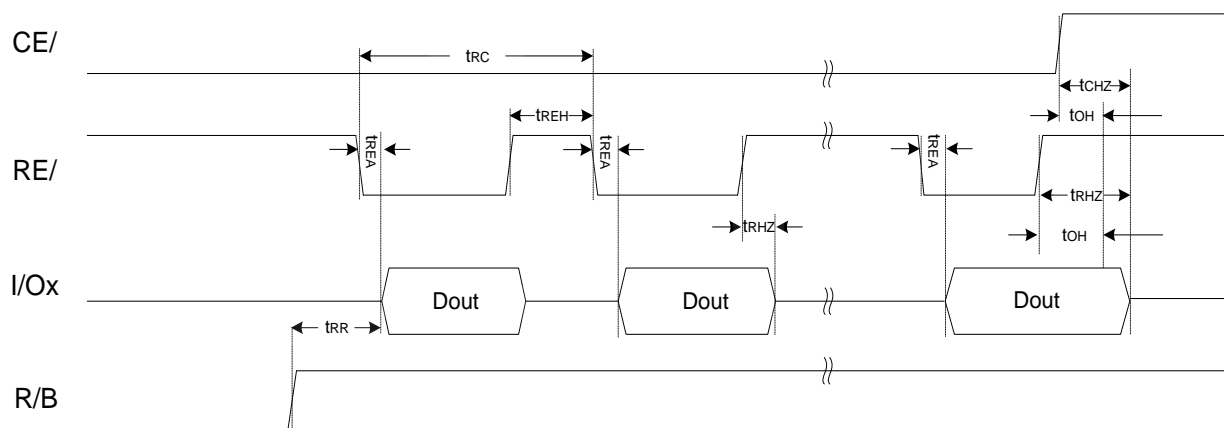 CE/
tRC
tCHZ
tREH
tOH
RE/
tREA
tREA
tREA
tRHZ
tRHZ
tOH
I/Ox
Dout
Dout
Dout
tRR
R/B